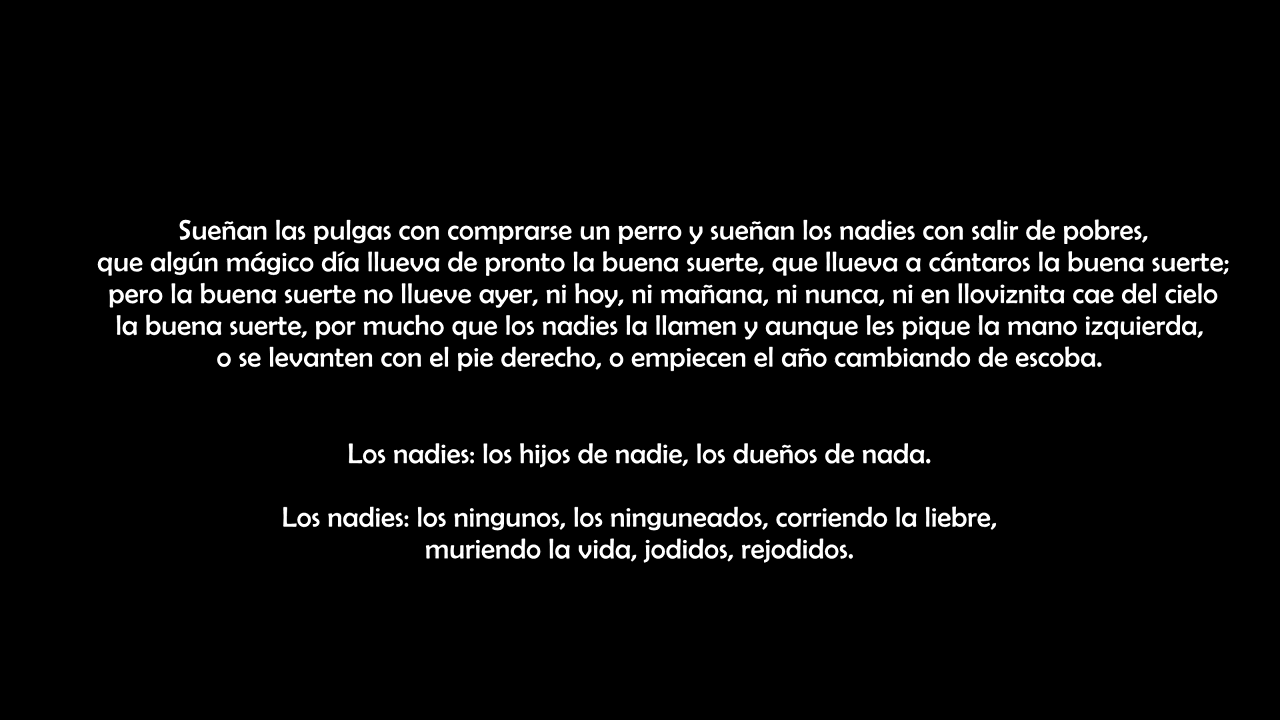 Sueñan las pulgas con comprarse un perro y sueñan los nadies con salir de pobres,
que algún mágico día llueva de pronto la buena suerte, que llueva a cántaros la buena suerte;
pero la buena suerte no llueve ayer, ni hoy, ni mañana, ni nunca, ni en lloviznita cae del cielo
la buena suerte, por mucho que los nadies la llamen y aunque les pique la mano izquierda,
o se levanten con el pie derecho, o empiecen el año cambiando de escoba.
Los nadies: los hijos de nadie, los dueños de nada.
Los nadies: los ningunos, los ninguneados, corriendo la liebre,
muriendo la vida, jodidos, rejodidos.